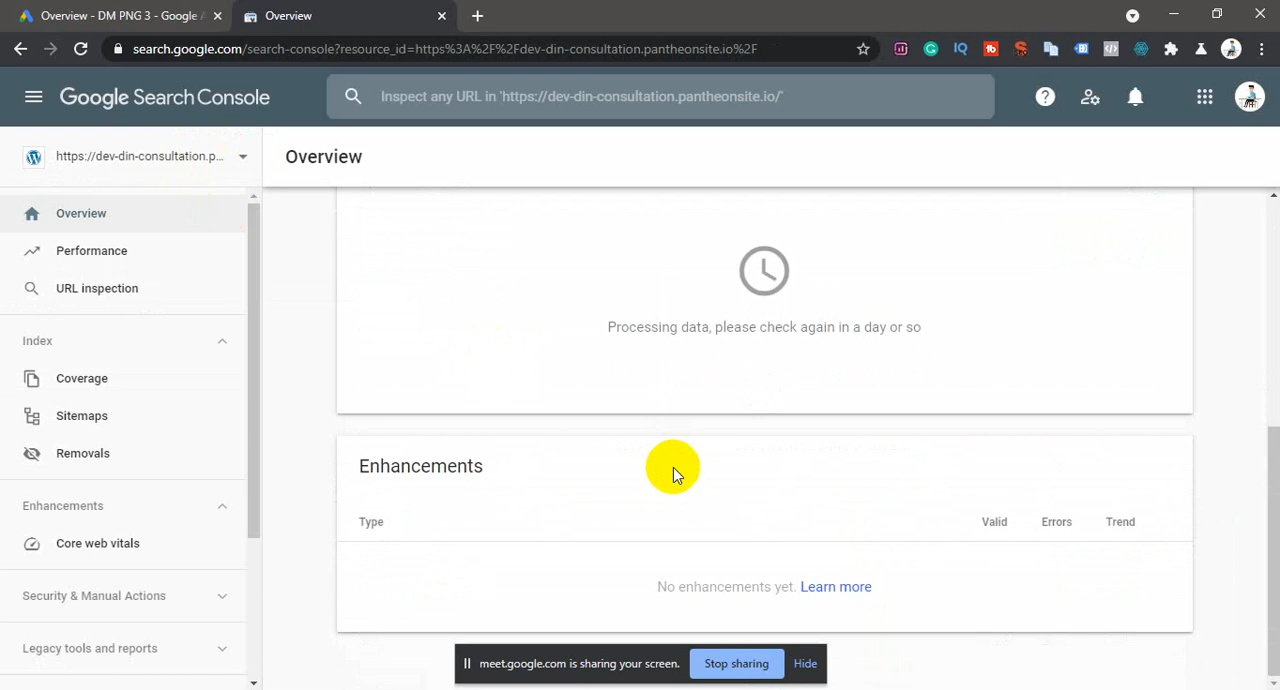 Overview - DM PNG 3 - Google A
Overview
search.google.com/search-console?resource_id=https%3A%2F%2Fdev-din-consultation.pantheonsite.io%2F
Google Search Console
Inspect any URL in 'https://dev-din-consultation.pantheonsite.io/'
https://dev-din-consultation.p...
Overview
Overview
Performance
URL inspection
Processing data, please check again in a day or so
Index
Coverage
Sitemaps
Removals
Enhancements
Enhancements
Type
Valid
Errors
Trend
Core web vitals
No enhancements yet. Learn more
Security & Manual Actions
Legacy tools and reports
meet.google.com is sharing your screen.
Stop sharing
Hide